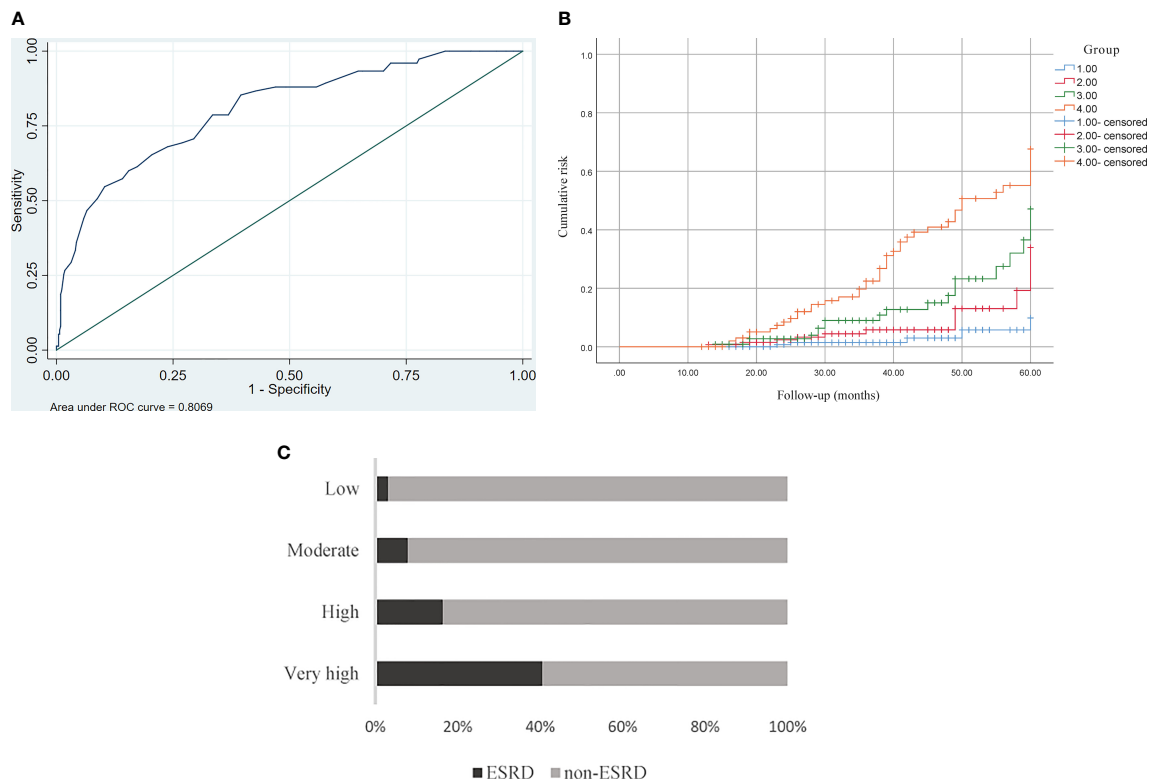 A
Sensitivity
1.00
0.75
0.50
0.25
0.00
0.00 0.25 0.50 0.75 1.00
1 - Specificity
Area under ROC curve = 0.8069
B
Cumulative risk
1.0
0.8
0.6
0.4
0.2
0.0
.00 10.00 20.00 30.00 40.00 50.00 60.00
Follow-up (months)
Group
1.00
2.00
3.00
4.00
1.00- censored
2.00- censored
3.00- censored
4.00- censored
C
Low
Moderate
High
Very high
0% 20% 40% 60% 80% 100%
ESRD non-ESRD